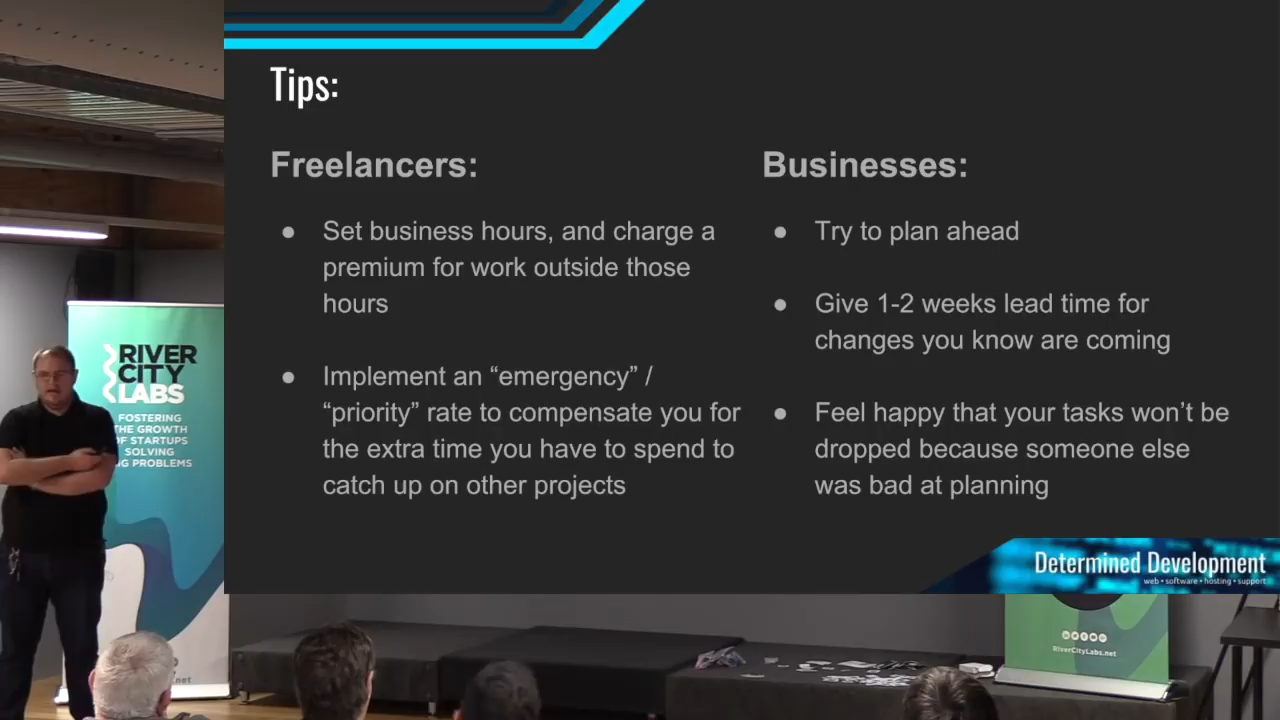 Tips:
Freelancers:
Set business hours, and charge a
premium for work outside those
hours
Implement an “emergency” /
“priority” rate to compensate you for
the extra time you have to spend to
catch up on other projects
Businesses:
Try to plan ahead
Give 1-2 weeks lead time for
changes you know are coming
Feel happy that your tasks won’t be
dropped because someone else
was bad at planning
Determined Development
web • software • hosting • support
RIVER
CITY
LABS
FOSTERING
THE GROWTH
OF STARTUPS
SOLVING
PROBLEMS
.net
RiverCityLabs.net